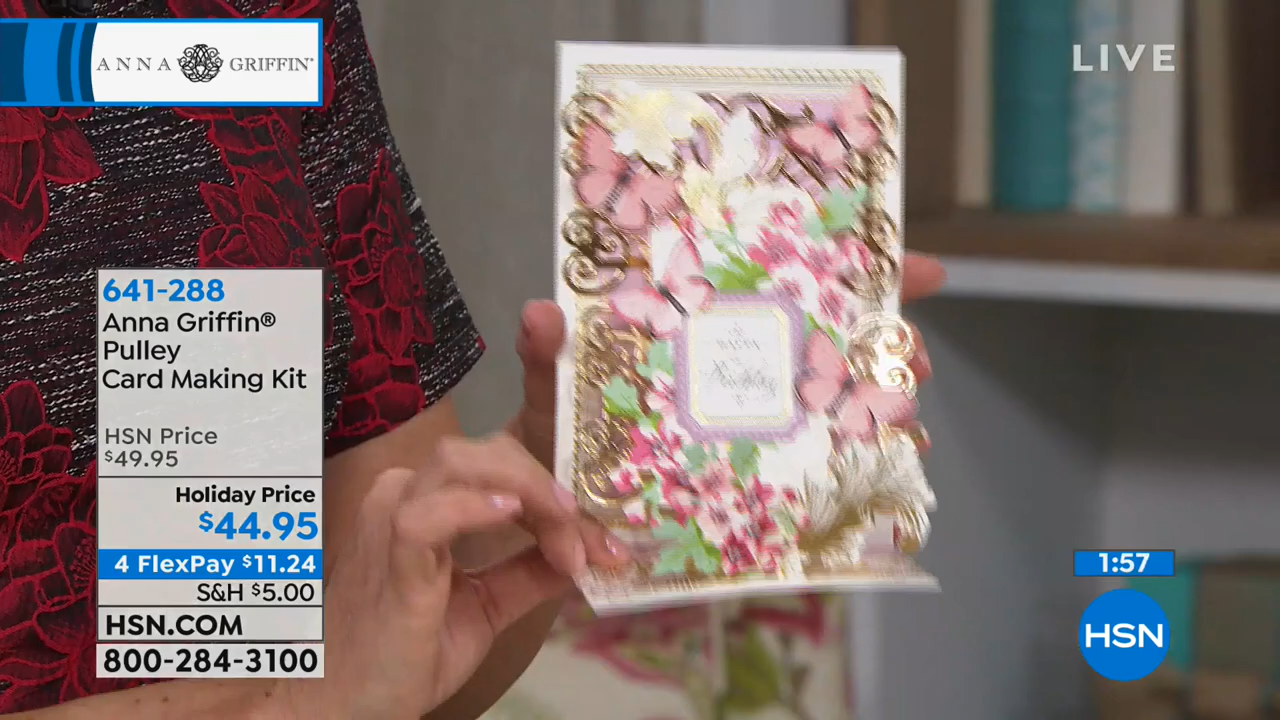 ANNA GRIFFIN®
LIVE
641-288
Anna Griffin®
Pulley
Card Making Kit
HSN Price
$49.95
Holiday Price
$44.95
4 FlexPay $11.24
S&H $5.00
HSN.COM
800-284-3100
1:57
HSN